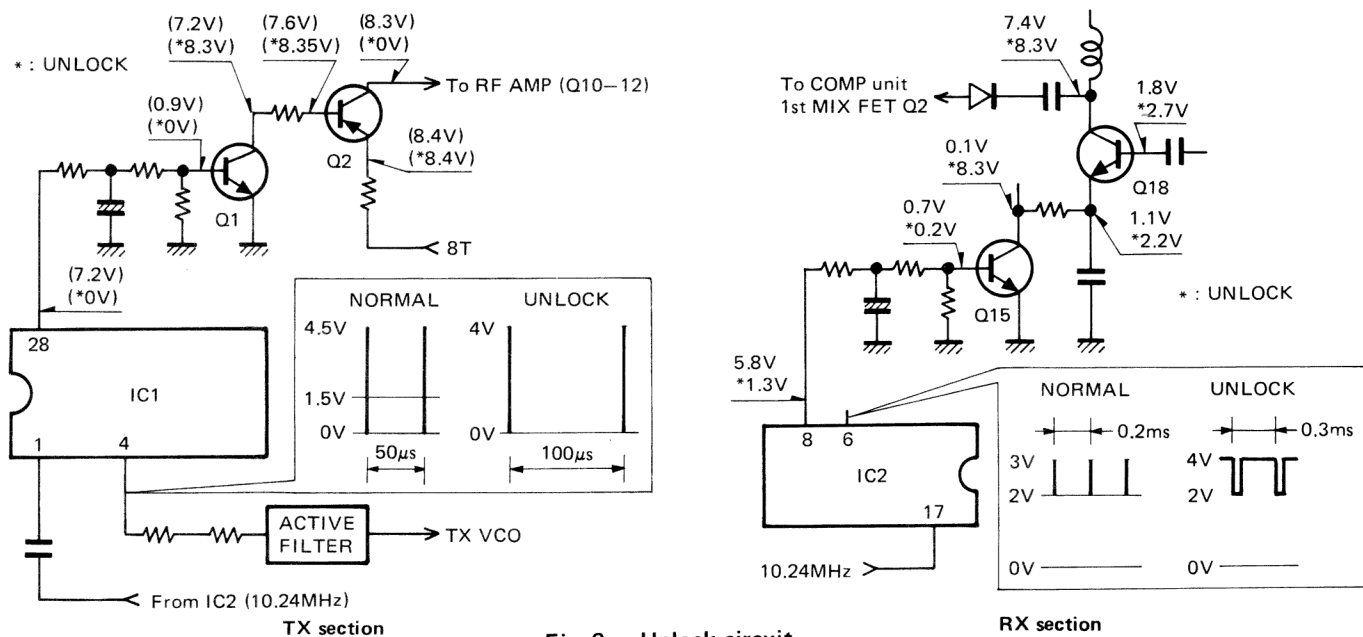 (7.2V)
(*8.3V)
(7.6V)
(*8.35V)
(8.3V)
(*0V)
* : UNLOCK
To RF AMP (Q10–12)
(0.9V)
(*0V)
Q1
Q2
(8.4V)
(*8.4V)
8T
(7.2V)
(*0V)
28
IC1
1
4
NORMAL
4.5V
1.5V
0V
50μs
UNLOCK
4V
0V
100μs
ACTIVE
FILTER
TX VCO
From IC2 (10.24MHz)
TX section
7.4V
*8.3V
To COMP unit
1st MIX FET Q2
1.8V
*2.7V
Q18
0.1V
*8.3V
1.1V
*2.2V
0.7V
*0.2V
Q15
* : UNLOCK
5.8V
*1.3V
8
6
IC2
17
10.24MHz
NORMAL
0.2ms
3V
2V
0V
UNLOCK
0.3ms
4V
2V
0V
RX section
Unlock circuit